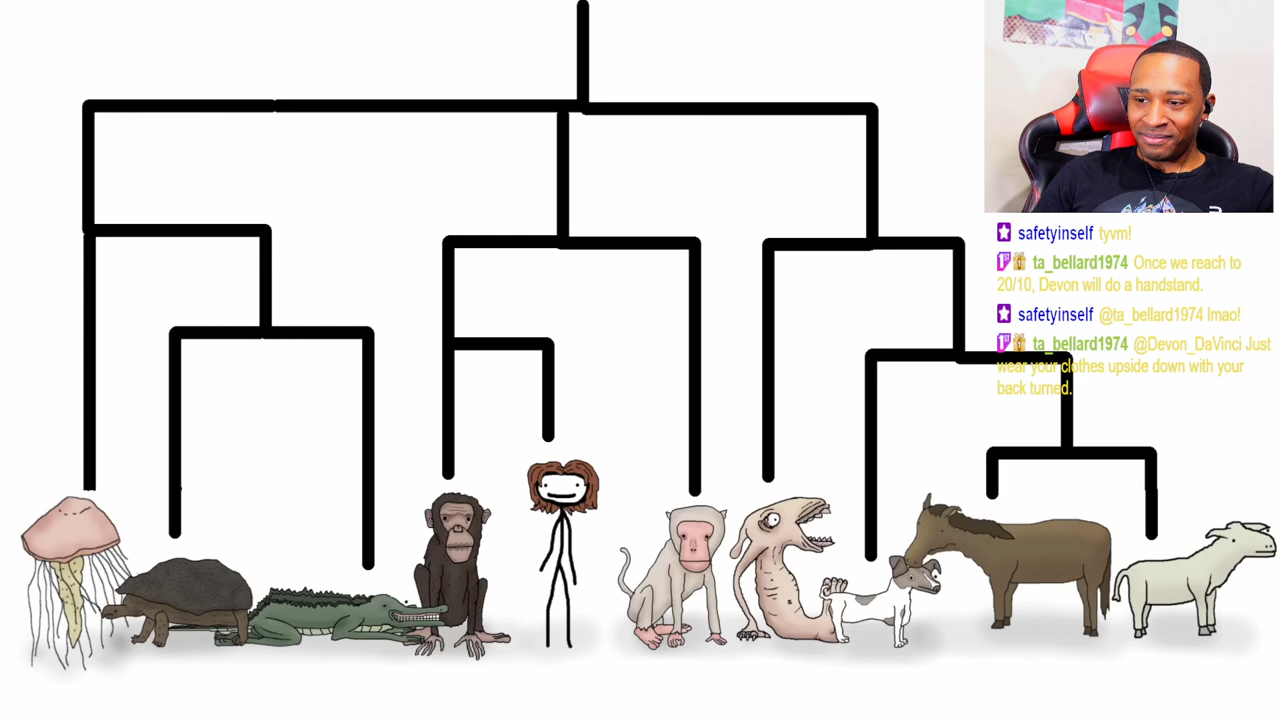 safetyinself tyvm!
ta_bellard1974 Once we reach to
20/10, Devon will do a handstand.
safetyinself @ta_bellard1974 lmao!
ta_bellard1974 @Devon_DaVinci Just
wear your clothes upside down with your
back turned.